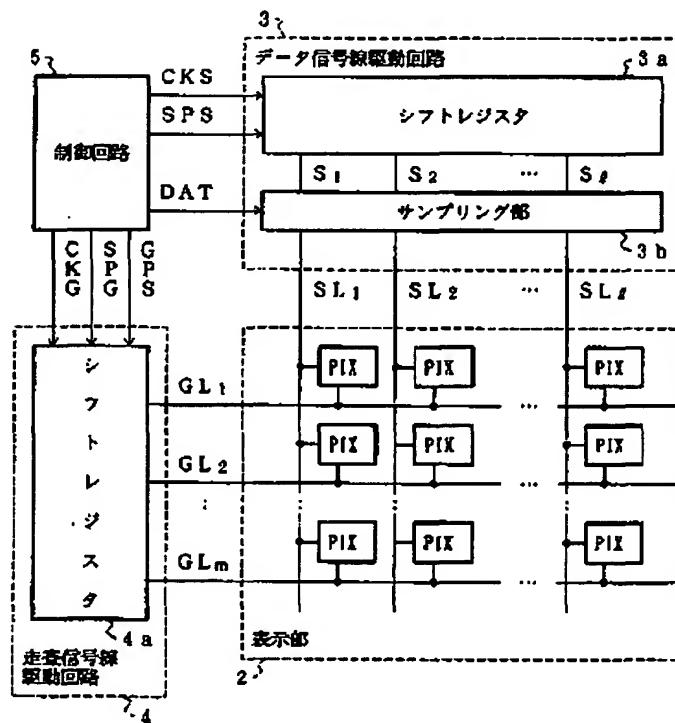 3
データ信号線駆動回路
3a
5
CKS
SPS
シフトレジスタ
制御回路
S1 S2 … Sℓ
DAT
サンプリング部
3b
CKG
SPG
GPS
SL1 SL2 … SLℓ
シフトレジスタ
PIX PIX PIX
GL1 …
PIX PIX PIX
GL2 …
PIX PIX PIX
GLm …
4a
走査信号線
駆動回路
表示部
2
4